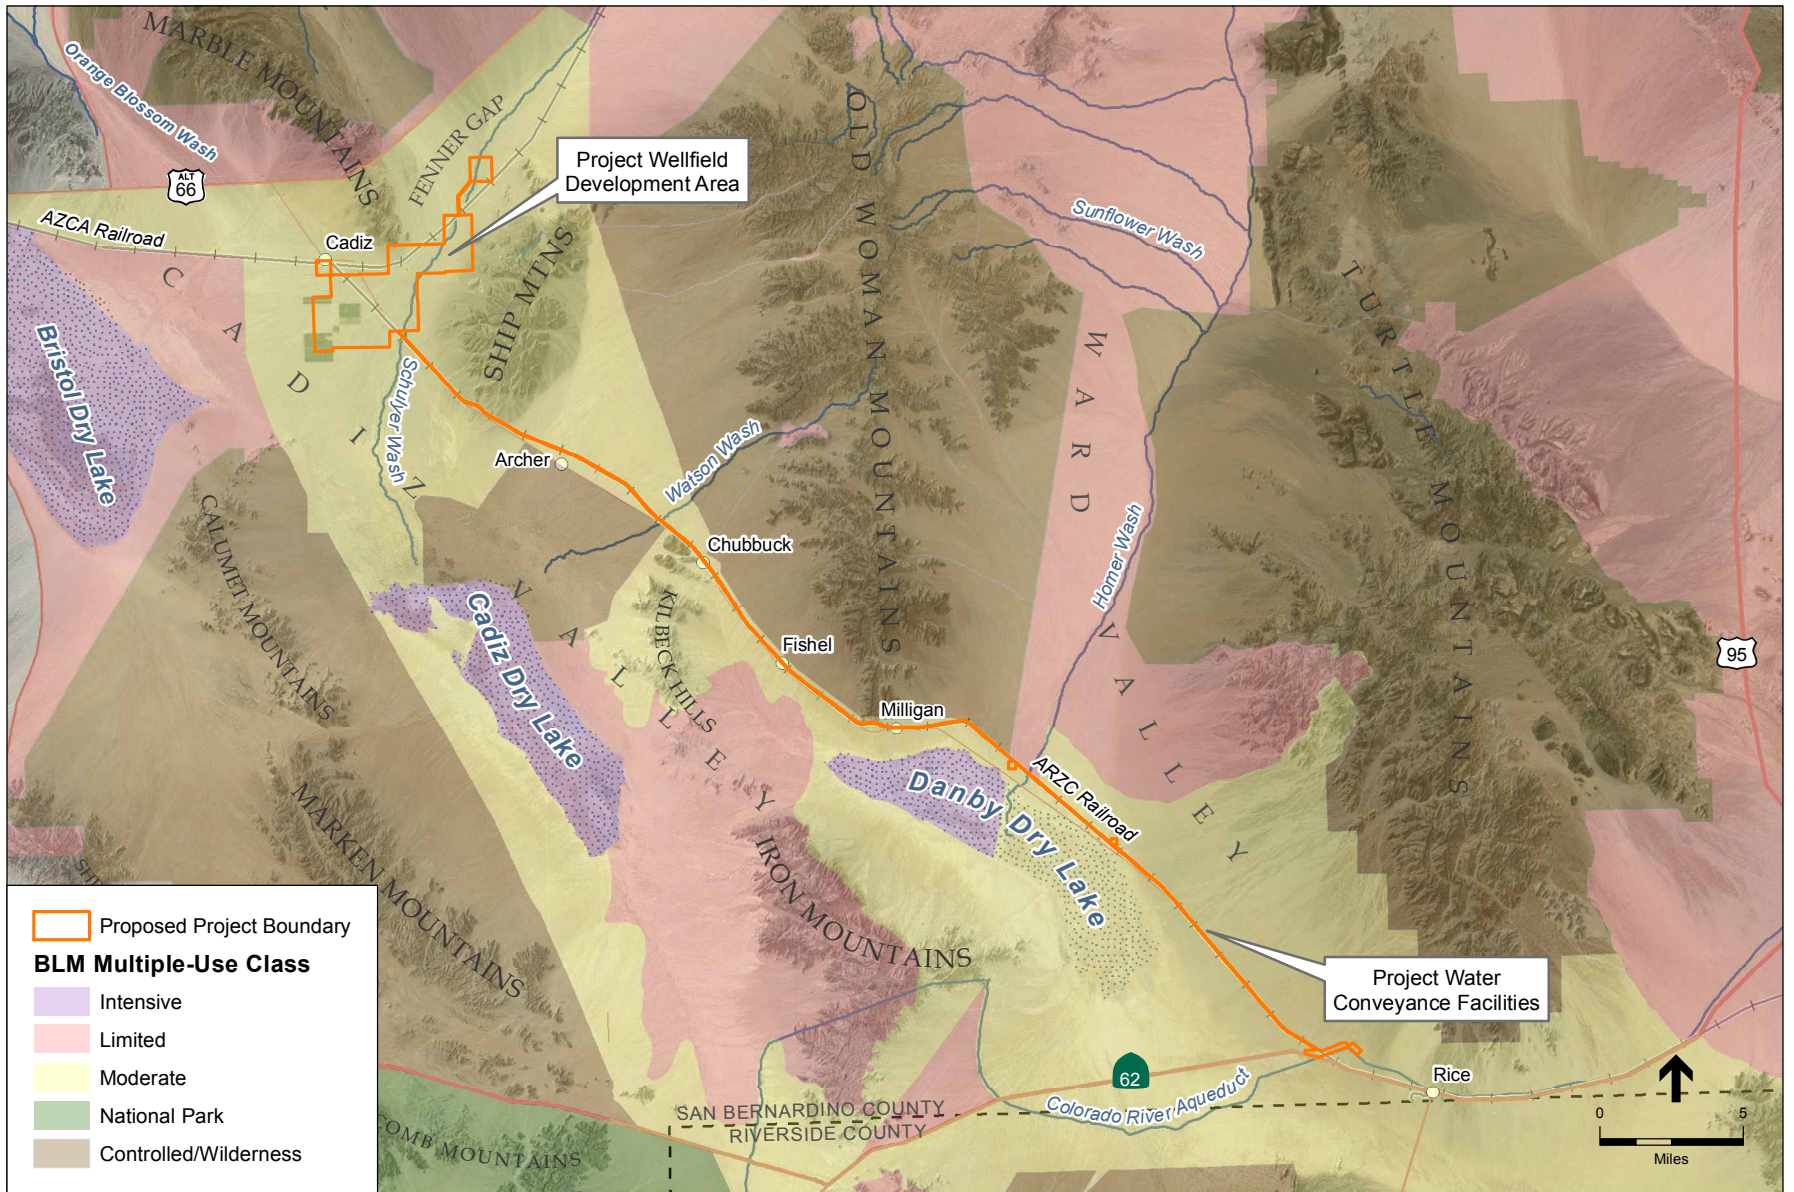 MARBLE MOUNTAINS
Orange Blossom Wash
ALT
66
FENNER GAP
Project Wellfield
Development Area
AZCA Railroad
Cadiz
SHIP MTNS
OLD WOMAN MOUNTAINS
Sunflower Wash
WARD VALLEY
TURTLE MOUNTAINS
CADIZ VALLEY
Bristol Dry Lake
Schulyer Wash
Archer
Watson Wash
Chubbuck
Homer Wash
CALUMET MOUNTAINS
Cadiz Dry Lake
KILBECK HILLS
Fishel
Milligan
95
Danby Dry Lake
ARZC Railroad
IRON MOUNTAINS
MARKEN MOUNTAINS
Project Water
Conveyance Facilities
Proposed Project Boundary
BLM Multiple-Use Class
Intensive
Limited
Moderate
National Park
Controlled/Wilderness
62
Colorado River Aqueduct
Rice
SAN BERNARDINO COUNTY
RIVERSIDE COUNTY
COMB MOUNTAINS
0 5
Miles